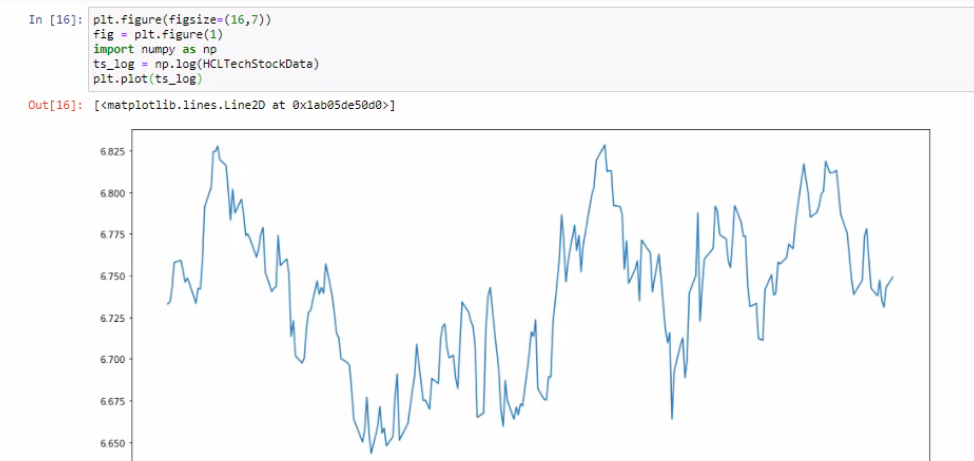 In [16]: plt.figure(figsize=(16,7))
fig = plt.figure(1)
import numpy as np
ts_log = np.log(HCLTechStockData)
plt.plot(ts_log)
Out[16]: [<matplotlib.lines.Line2D at 0x1ab05de50d0>]
6.825
6.800
6.775
6.750
6.725
6.700
6.675
6.650